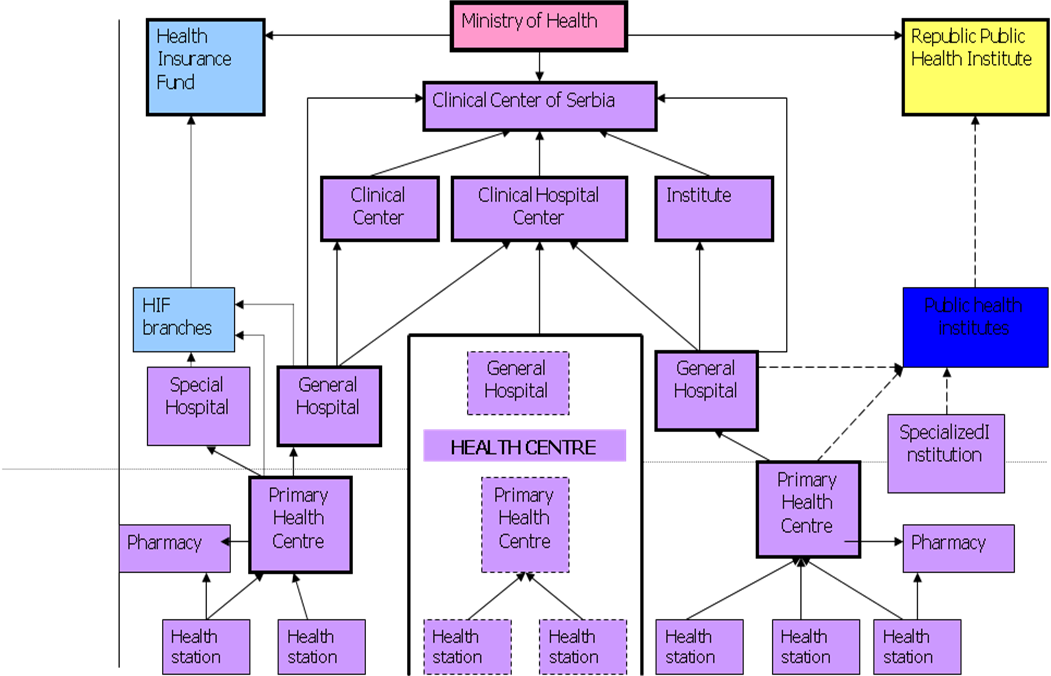 Ministry of Health
Health
Insurance
Fund
Republic Public
Health Institute
Clinical Center of Serbia
Clinical
Center
Clinical Hospital
Center
Institute
HIF
branches
Public health
institutes
Special
Hospital
General
Hospital
General
Hospital
General
Hospital
HEALTH CENTRE
SpecializedI
nstitution
Primary
Health
Centre
Primary
Health
Centre
Primary
Health
Centre
Pharmacy
Pharmacy
Health
station
Health
station
Health
station
Health
station
Health
station
Health
station
Health
station